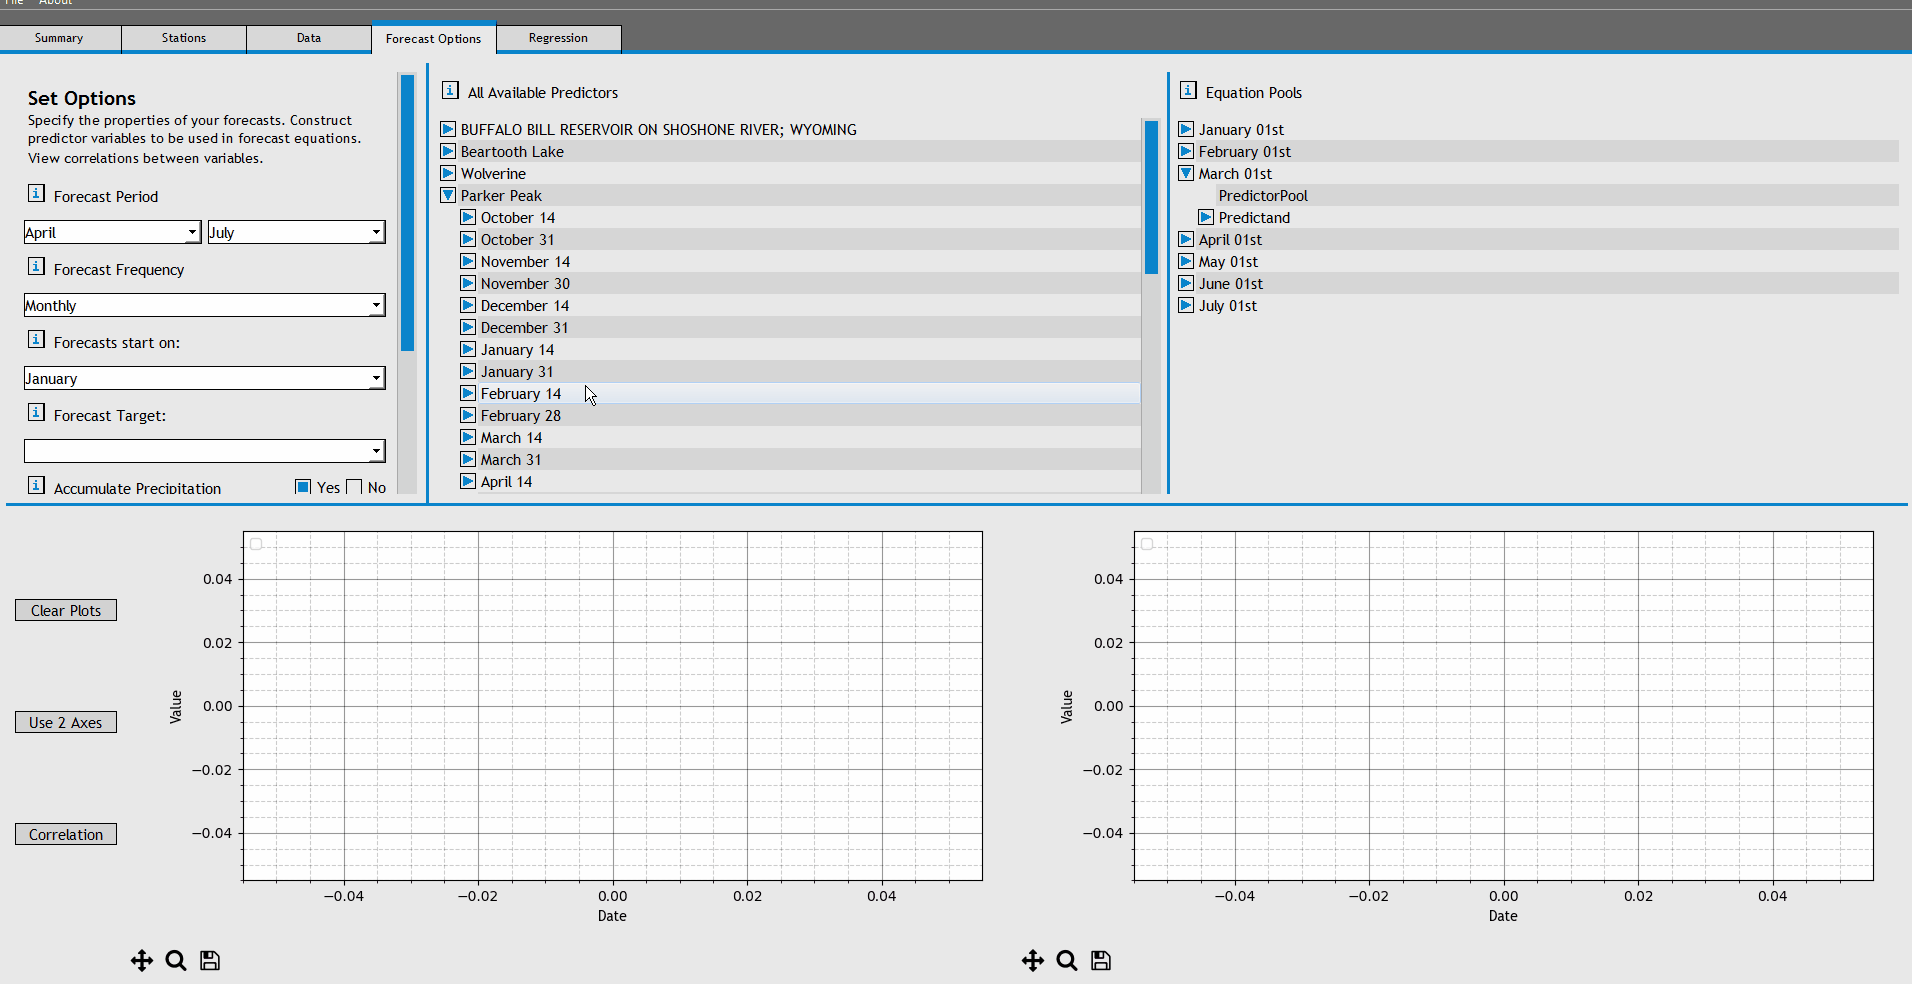 File About
Summary Stations Data Forecast Options Regression
Set Options
Specify the properties of your forecasts. Construct
predictor variables to be used in forecast equations.
View correlations between variables.
Forecast Period
April July
Forecast Frequency
Monthly
Forecasts start on:
January
Forecast Target:
Accumulate Precipitation Yes No
All Available Predictors
BUFFALO BILL RESERVOIR ON SHOSHONE RIVER; WYOMING
Beartooth Lake
Wolverine
Parker Peak
October 14
October 31
November 14
November 30
December 14
December 31
January 14
January 31
February 14
February 28
March 14
March 31
April 14
Equation Pools
January 01st
February 01st
March 01st
PredictorPool
Predictand
April 01st
May 01st
June 01st
July 01st
Clear Plots
Use 2 Axes
Correlation
Value
0.04
0.02
0.00
−0.02
−0.04
−0.04 −0.02 0.00 0.02 0.04
Date
Value
0.04
0.02
0.00
−0.02
−0.04
−0.04 −0.02 0.00 0.02 0.04
Date